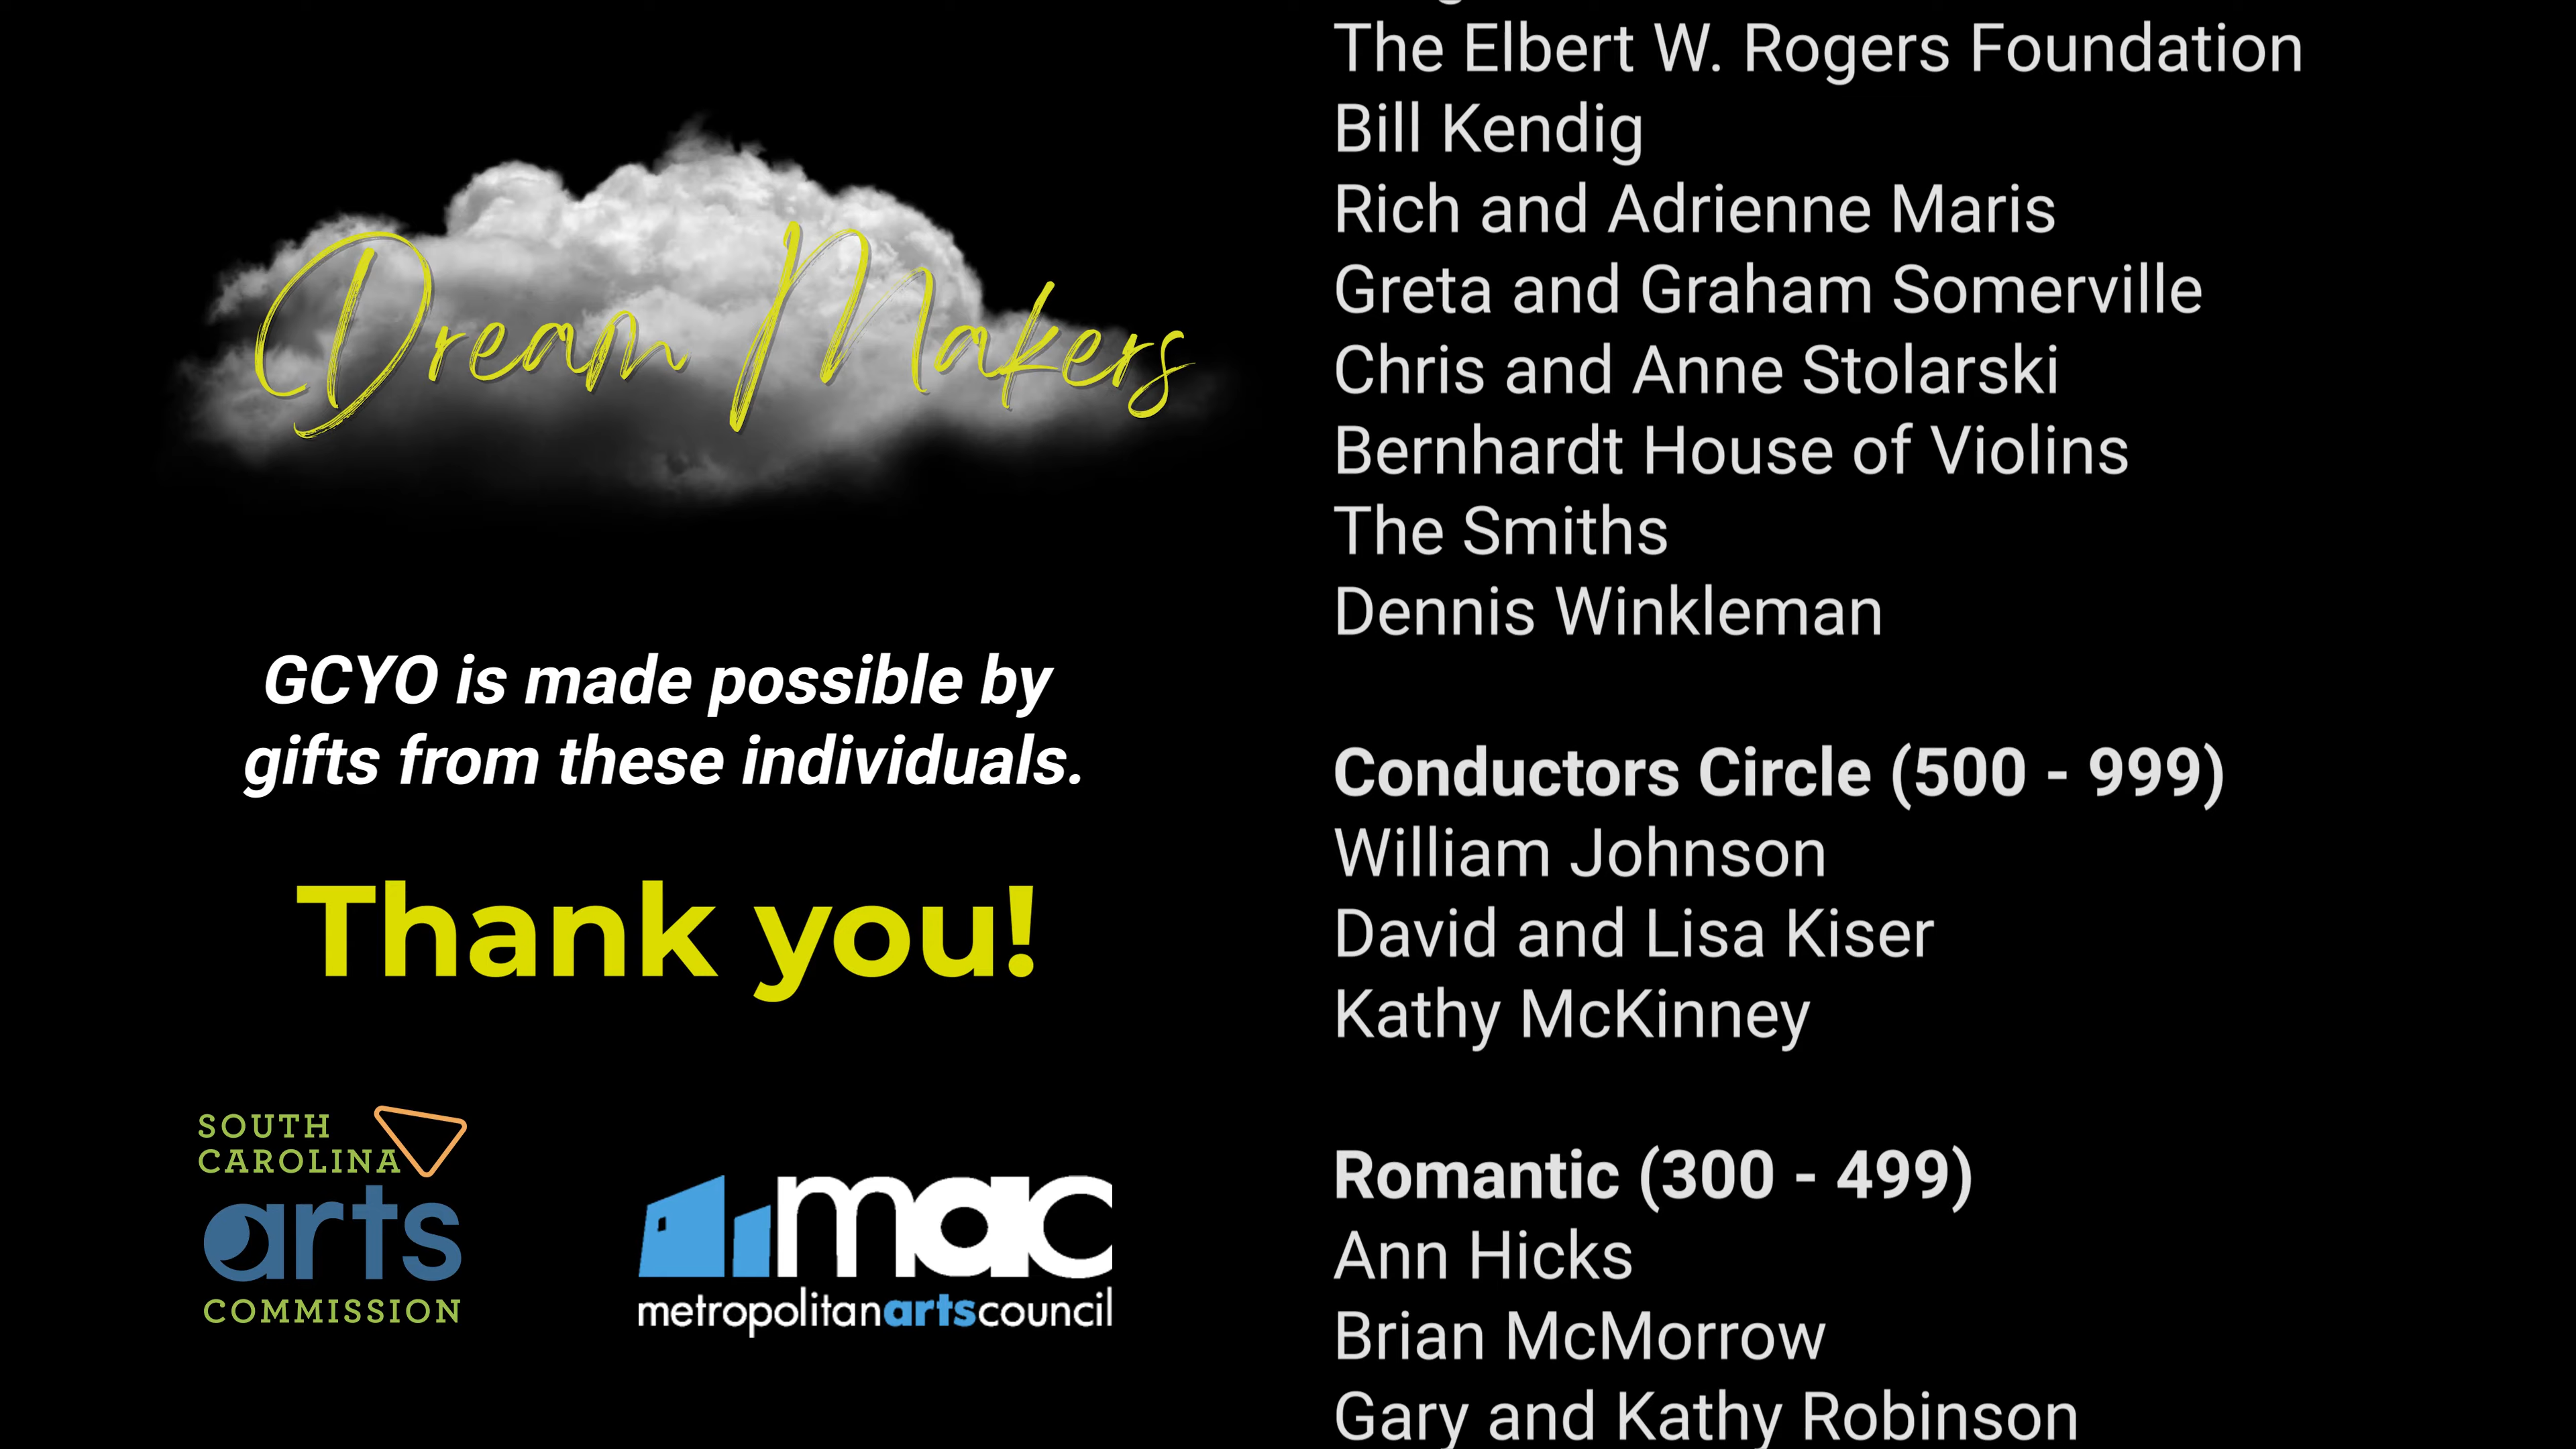 Dream Makers
GCYO is made possible by
gifts from these individuals.
Thank you!
SOUTH
CAROLINA
arts
COMMISSION
mac
metropolitanartscouncil
The Elbert W. Rogers Foundation
Bill Kendig
Rich and Adrienne Maris
Greta and Graham Somerville
Chris and Anne Stolarski
Bernhardt House of Violins
The Smiths
Dennis Winkleman
Conductors Circle (500 - 999)
William Johnson
David and Lisa Kiser
Kathy McKinney
Romantic (300 - 499)
Ann Hicks
Brian McMorrow
Gary and Kathy Robinson